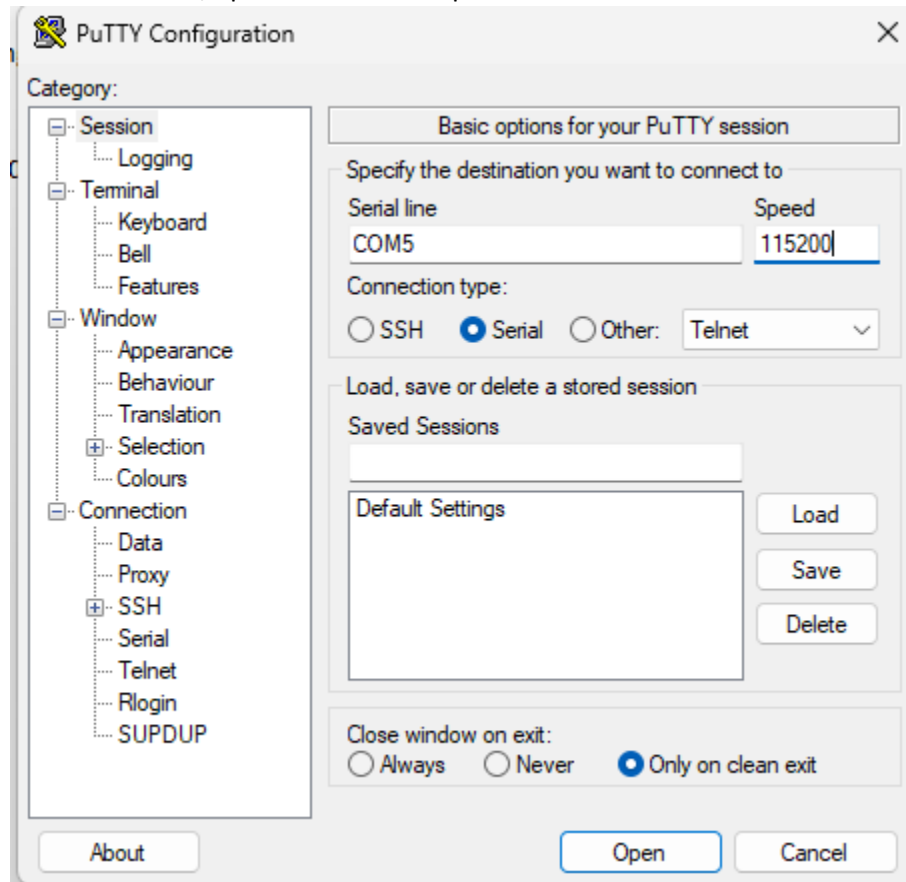 PuTTY Configuration
Category:
Session
Logging
Terminal
Keyboard
Bell
Features
Window
Appearance
Behaviour
Translation
Selection
Colours
Connection
Data
Proxy
SSH
Serial
Telnet
Rlogin
SUPDUP
Basic options for your PuTTY session
Specify the destination you want to connect to
Serial line Speed
COM5 115200
Connection type:
SSH Serial Other: Telnet
Load, save or delete a stored session
Saved Sessions
Default Settings
Load
Save
Delete
Close window on exit:
Always Never Only on clean exit
About Open Cancel